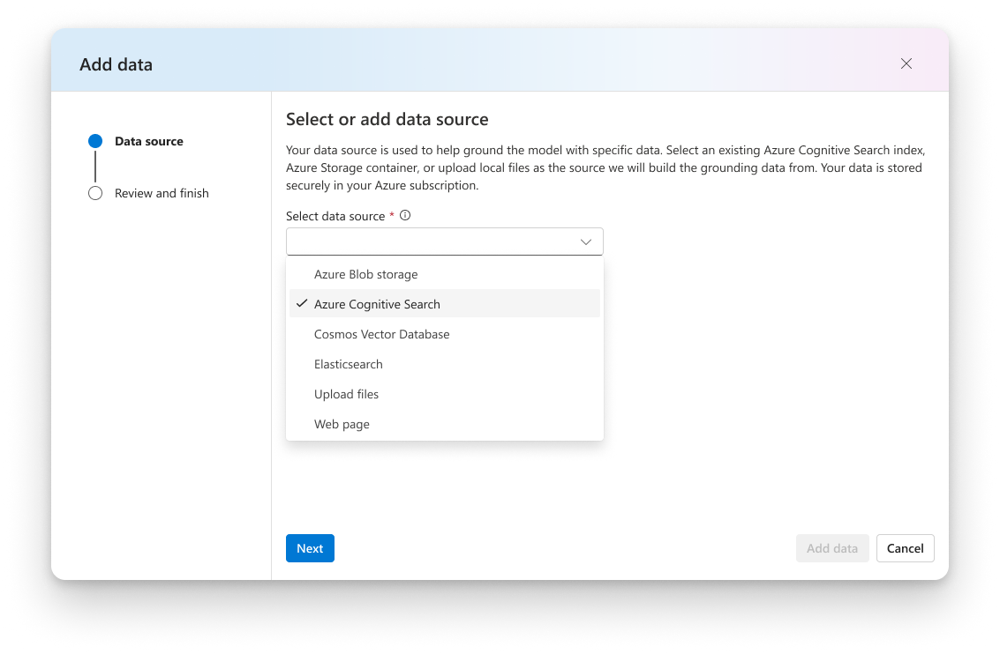 Add data
Data source
Review and finish
Select or add data source
Your data source is used to help ground the model with specific data. Select an existing Azure Cognitive Search index,
Azure Storage container, or upload local files as the source we will build the grounding data from. Your data is stored
securely in your Azure subscription.
Select data source *
Azure Blob storage
Azure Cognitive Search
Cosmos Vector Database
Elasticsearch
Upload files
Web page
Next
Add data
Cancel